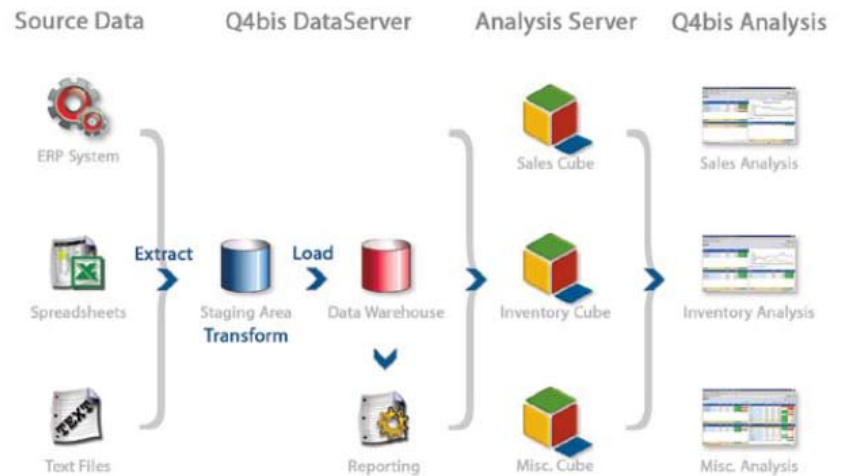 Source Data
Q4bis DataServer
Analysis Server
Q4bis Analysis
ERP System
Sales Cube
Sales Analysis
Extract
Load
Spreadsheets
Staging Area
Data Warehouse
Inventory Cube
Inventory Analysis
Transform
TEXT
Text Files
Reporting
Misc. Cube
Misc. Analysis